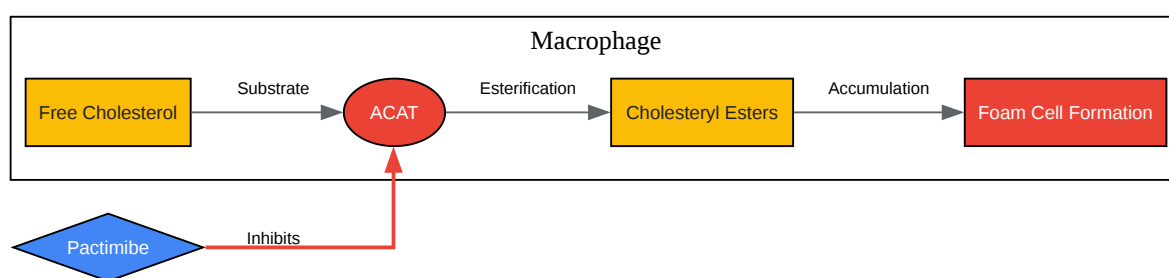 Macrophage
Substrate
Esterification
Accumulation
Free Cholesterol
ACAT
Cholesteryl Esters
Foam Cell Formation
Inhibits
Pactimibe